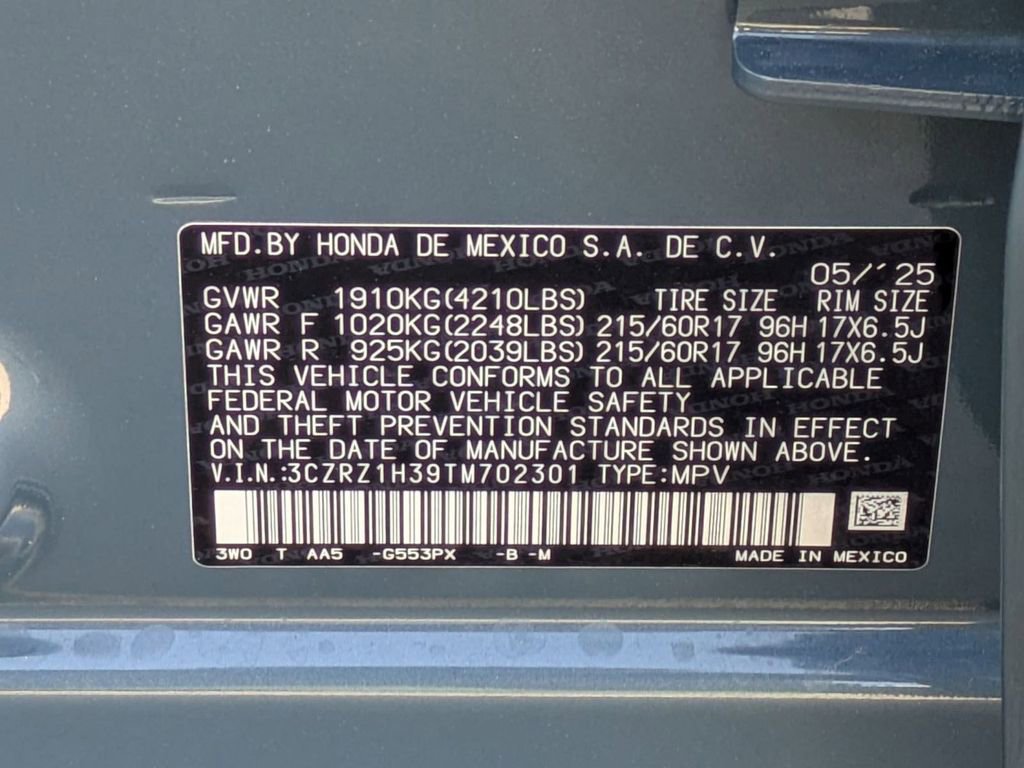 MFD.BY HONDA DE MEXICO S.A. DE C.V.
05/'25
GVWR 1910KG(4210LBS) TIRE SIZE RIM SIZE
GAWR F 1020KG(2248LBS) 215/60R17 96H 17X6.5J
GAWR R 925KG(2039LBS) 215/60R17 96H 17X6.5J
THIS VEHICLE CONFORMS TO ALL APPLICABLE
FEDERAL MOTOR VEHICLE SAFETY
AND THEFT PREVENTION STANDARDS IN EFFECT
ON THE DATE OF MANUFACTURE SHOWN ABOVE.
V.I.N.:3CZRZ1H39TM702301 TYPE:MPV
3WO T AA5 -G553PX -B -M MADE IN MEXICO